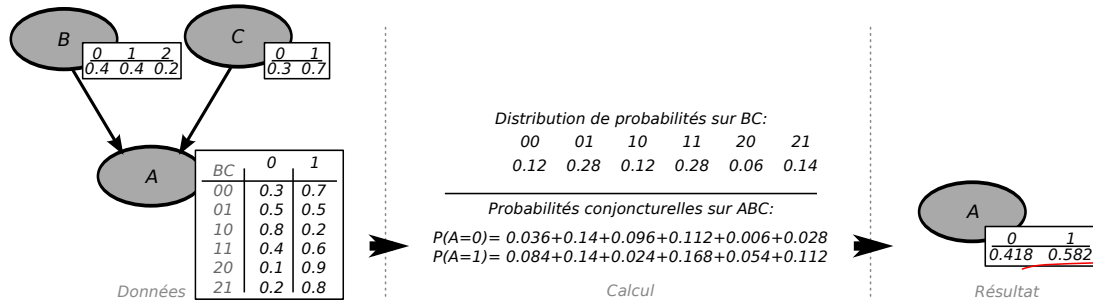 B
0 1 2
0.4 0.4 0.2
C
0 1
0.3 0.7
A
BC 0 1
00 0.3 0.7
01 0.5 0.5
10 0.8 0.2
11 0.4 0.6
20 0.1 0.9
21 0.2 0.8
Données
Distribution de probabilités sur BC:
00 01 10 11 20 21
0.12 0.28 0.12 0.28 0.06 0.14
Probabilités conjoncturelles sur ABC:
P(A=0)= 0.036+0.14+0.096+0.112+0.006+0.028
P(A=1)= 0.084+0.14+0.024+0.168+0.054+0.112
Calcul
A
0 1
0.418 0.582
Résultat